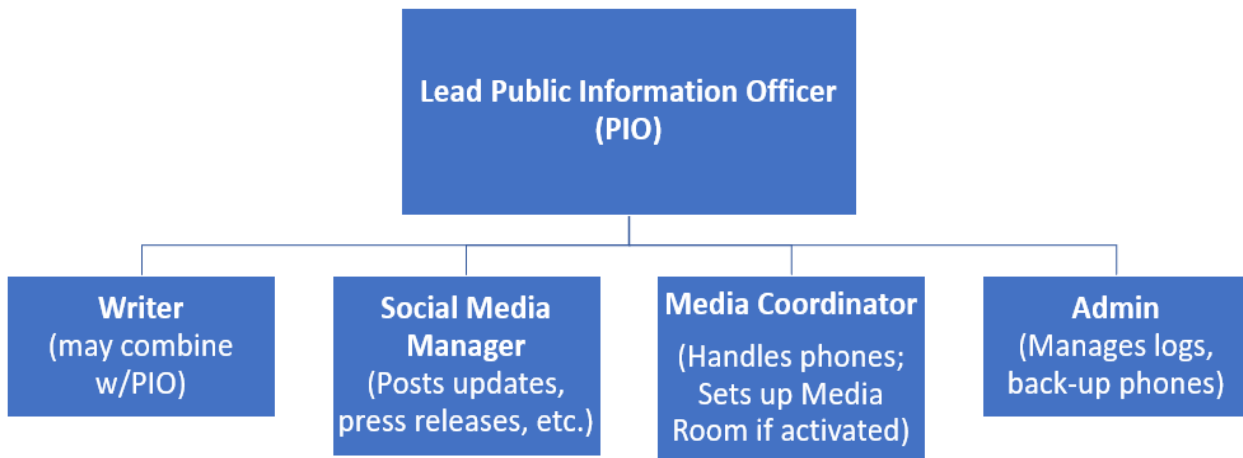 Lead Public Information Officer
(PIO)
Writer
(may combine
w/PIO)
Social Media
Manager
(Posts updates,
press releases, etc.)
Media Coordinator
(Handles phones;
Sets up Media
Room if activated)
Admin
(Manages logs,
back-up phones)